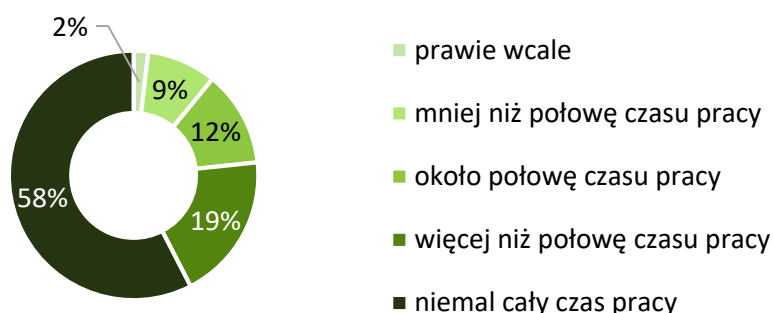 2%
9%
12%
19%
58%
prawie wcale
mniej niż połowę czasu pracy
około połowę czasu pracy
więcej niż połowę czasu pracy
niemal cały czas pracy